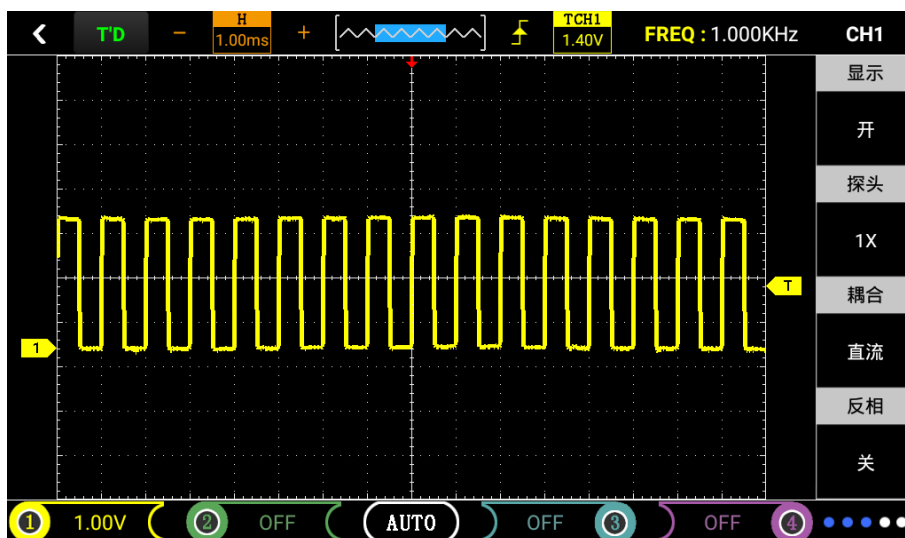 T'D
−
H
1.00ms
+
TCH1
1.40V
FREQ : 1.000KHz
CH1
显示
开
探头
1X
T
耦合
1
直流
反相
关
1 1.00V
2 OFF
AUTO
OFF 3
OFF 4